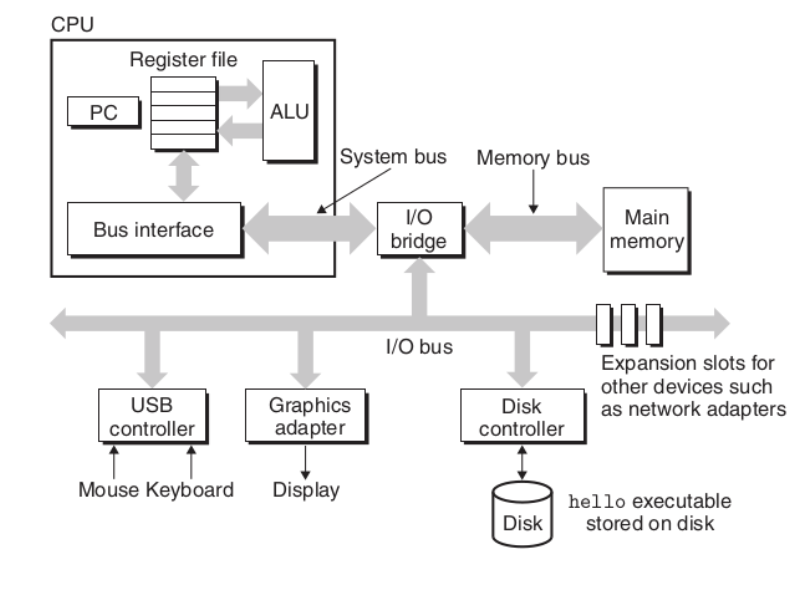 CPU
Register file
PC
ALU
System bus
Memory bus
Bus interface
I/O
bridge
Main
memory
I/O bus
Expansion slots for
other devices such
as network adapters
USB
controller
Graphics
adapter
Disk
controller
Mouse Keyboard
Display
Disk
hello executable
stored on disk